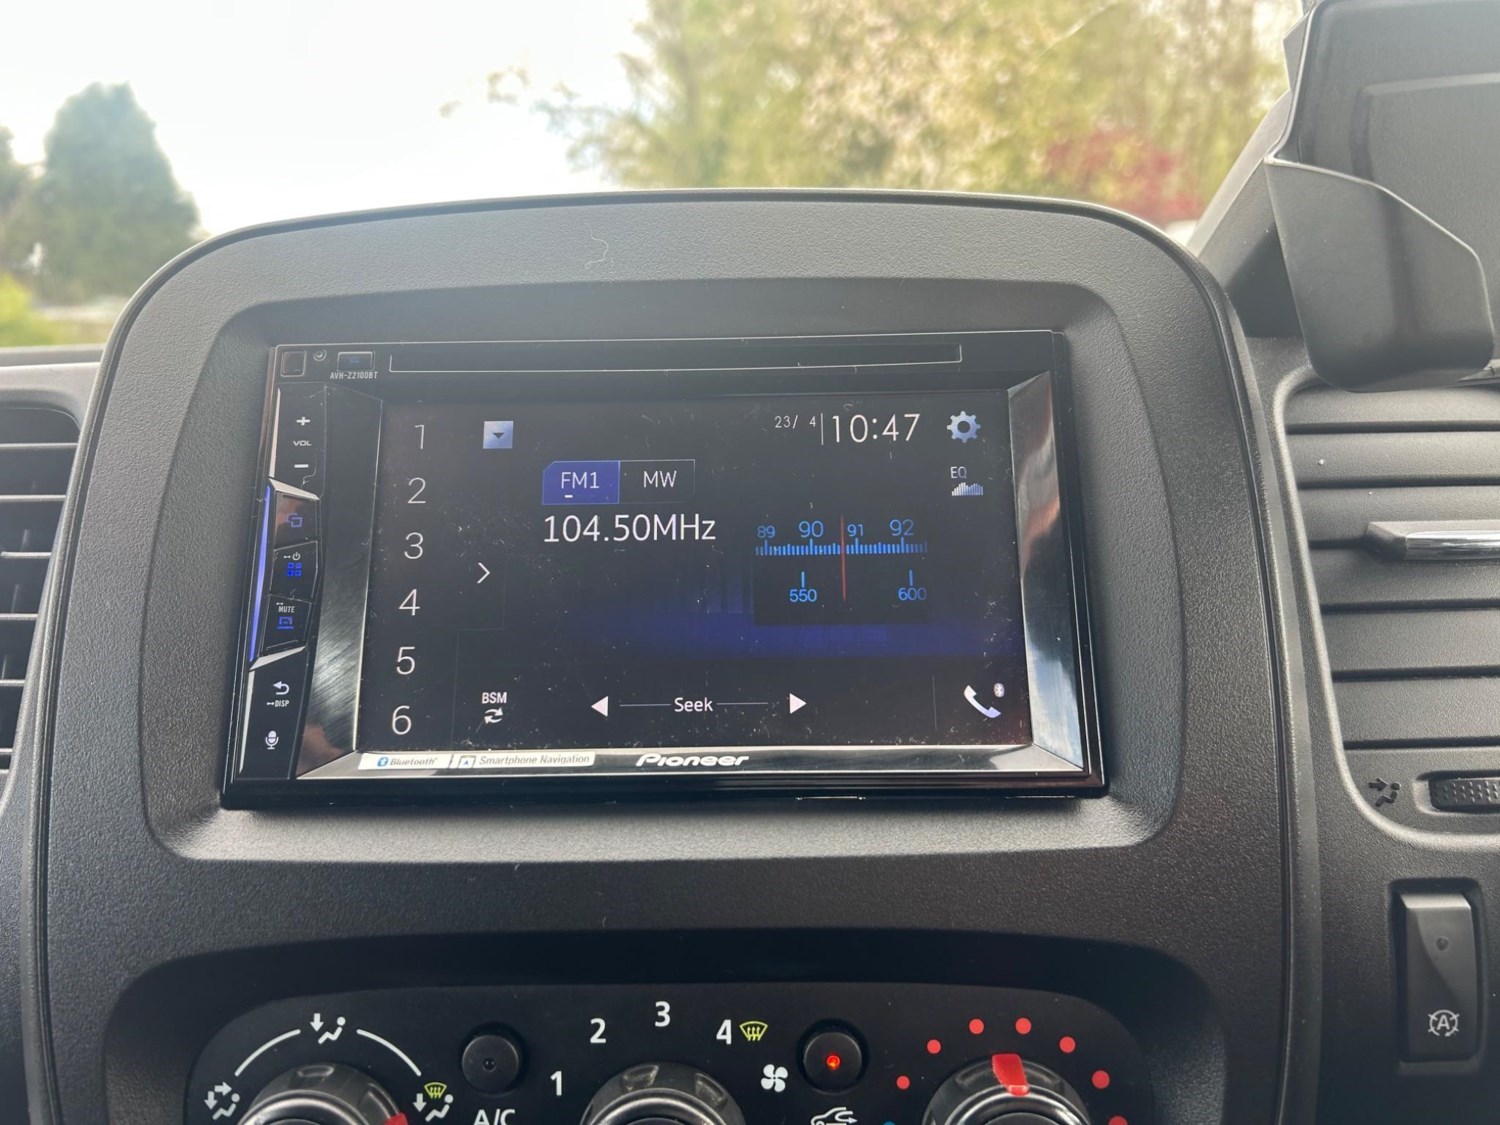 AVH-Z2100BT
+
VOL
−
MUTE
DISP
1
2
3
4
5
6
23/ 4
10:47
EQ
FM1
MW
104.50MHz
89 90 91 92
550 600
BSM
Seek
Bluetooth
Smartphone Navigation
Pioneer
1
2
3
4
A/C
A